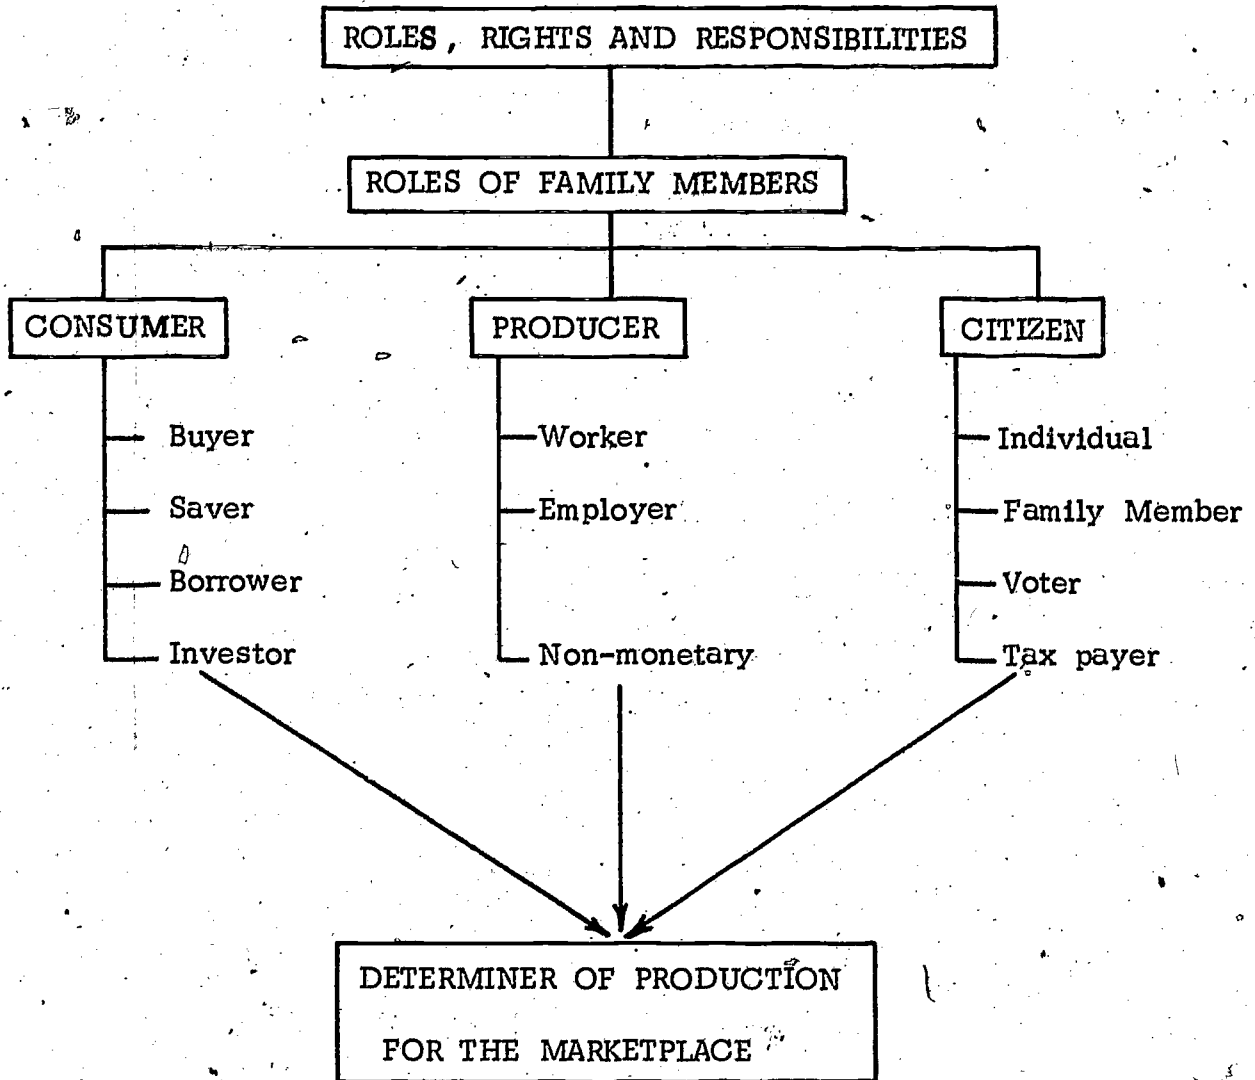 ROLES, RIGHTS AND RESPONSIBILITIES
ROLES OF FAMILY MEMBERS
CONSUMER
Buyer
Saver
Borrower
Investor
PRODUCER
Worker
Employer
Non-monetary
CITIZEN
Individual
Family Member
Voter
Tax payer
DETERMINER OF PRODUCTION
FOR THE MARKETPLACE